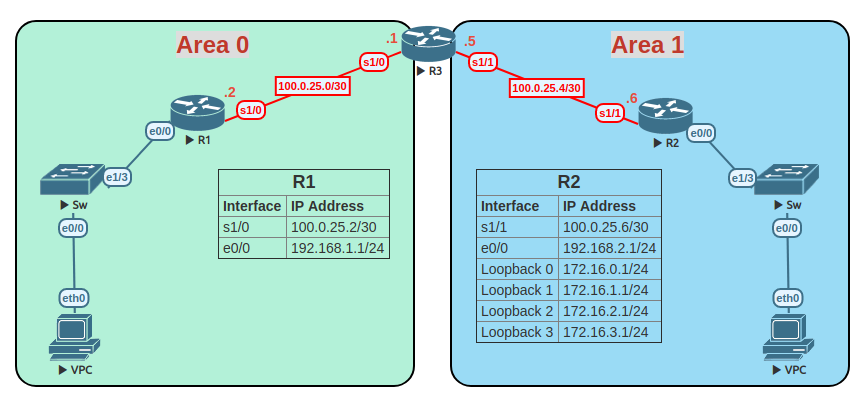 Area 0
Area 1
.1
R3
.5
s1/0
s1/1
100.0.25.0/30
100.0.25.4/30
.2
s1/0
R1
e0/0
.6
s1/1
R2
e0/0
e1/3
Sw
e0/0
eth0
VPC
R1
Interface IP Address
s1/0 100.0.25.2/30
e0/0 192.168.1.1/24
R2
Interface IP Address
s1/1 100.0.25.6/30
e0/0 192.168.2.1/24
Loopback 0 172.16.0.1/24
Loopback 1 172.16.1.1/24
Loopback 2 172.16.2.1/24
Loopback 3 172.16.3.1/24
e1/3
Sw
e0/0
eth0
VPC